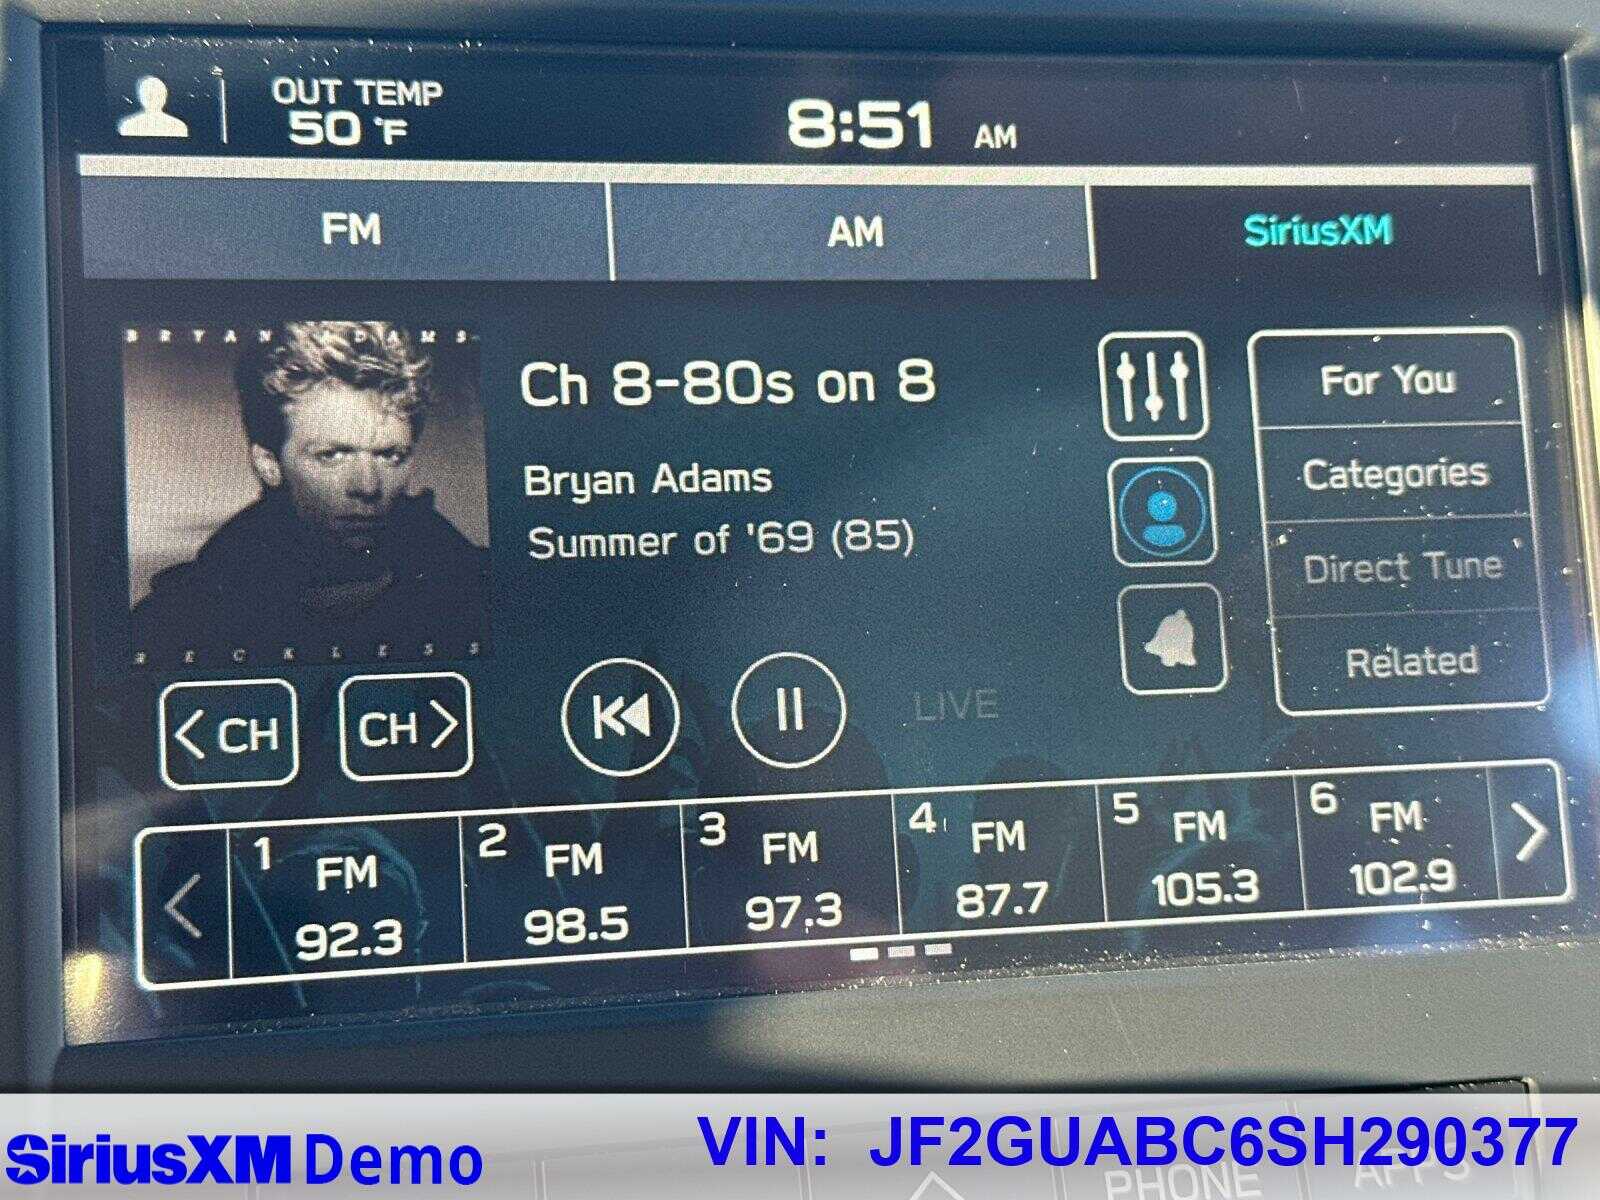 OUT TEMP
50 °F
8:51 AM
FM
AM
SiriusXM
BRYAN ADAMS
RECKLESS
Ch 8-80s on 8
Bryan Adams
Summer of '69 (85)
For You
Categories
Direct Tune
Related
< CH
CH >
LIVE
1 FM
92.3
2 FM
98.5
3 FM
97.3
4 FM
87.7
5 FM
105.3
6 FM
102.9
SiriusXM Demo
VIN: JF2GUABC6SH290377
PHONE
APPS